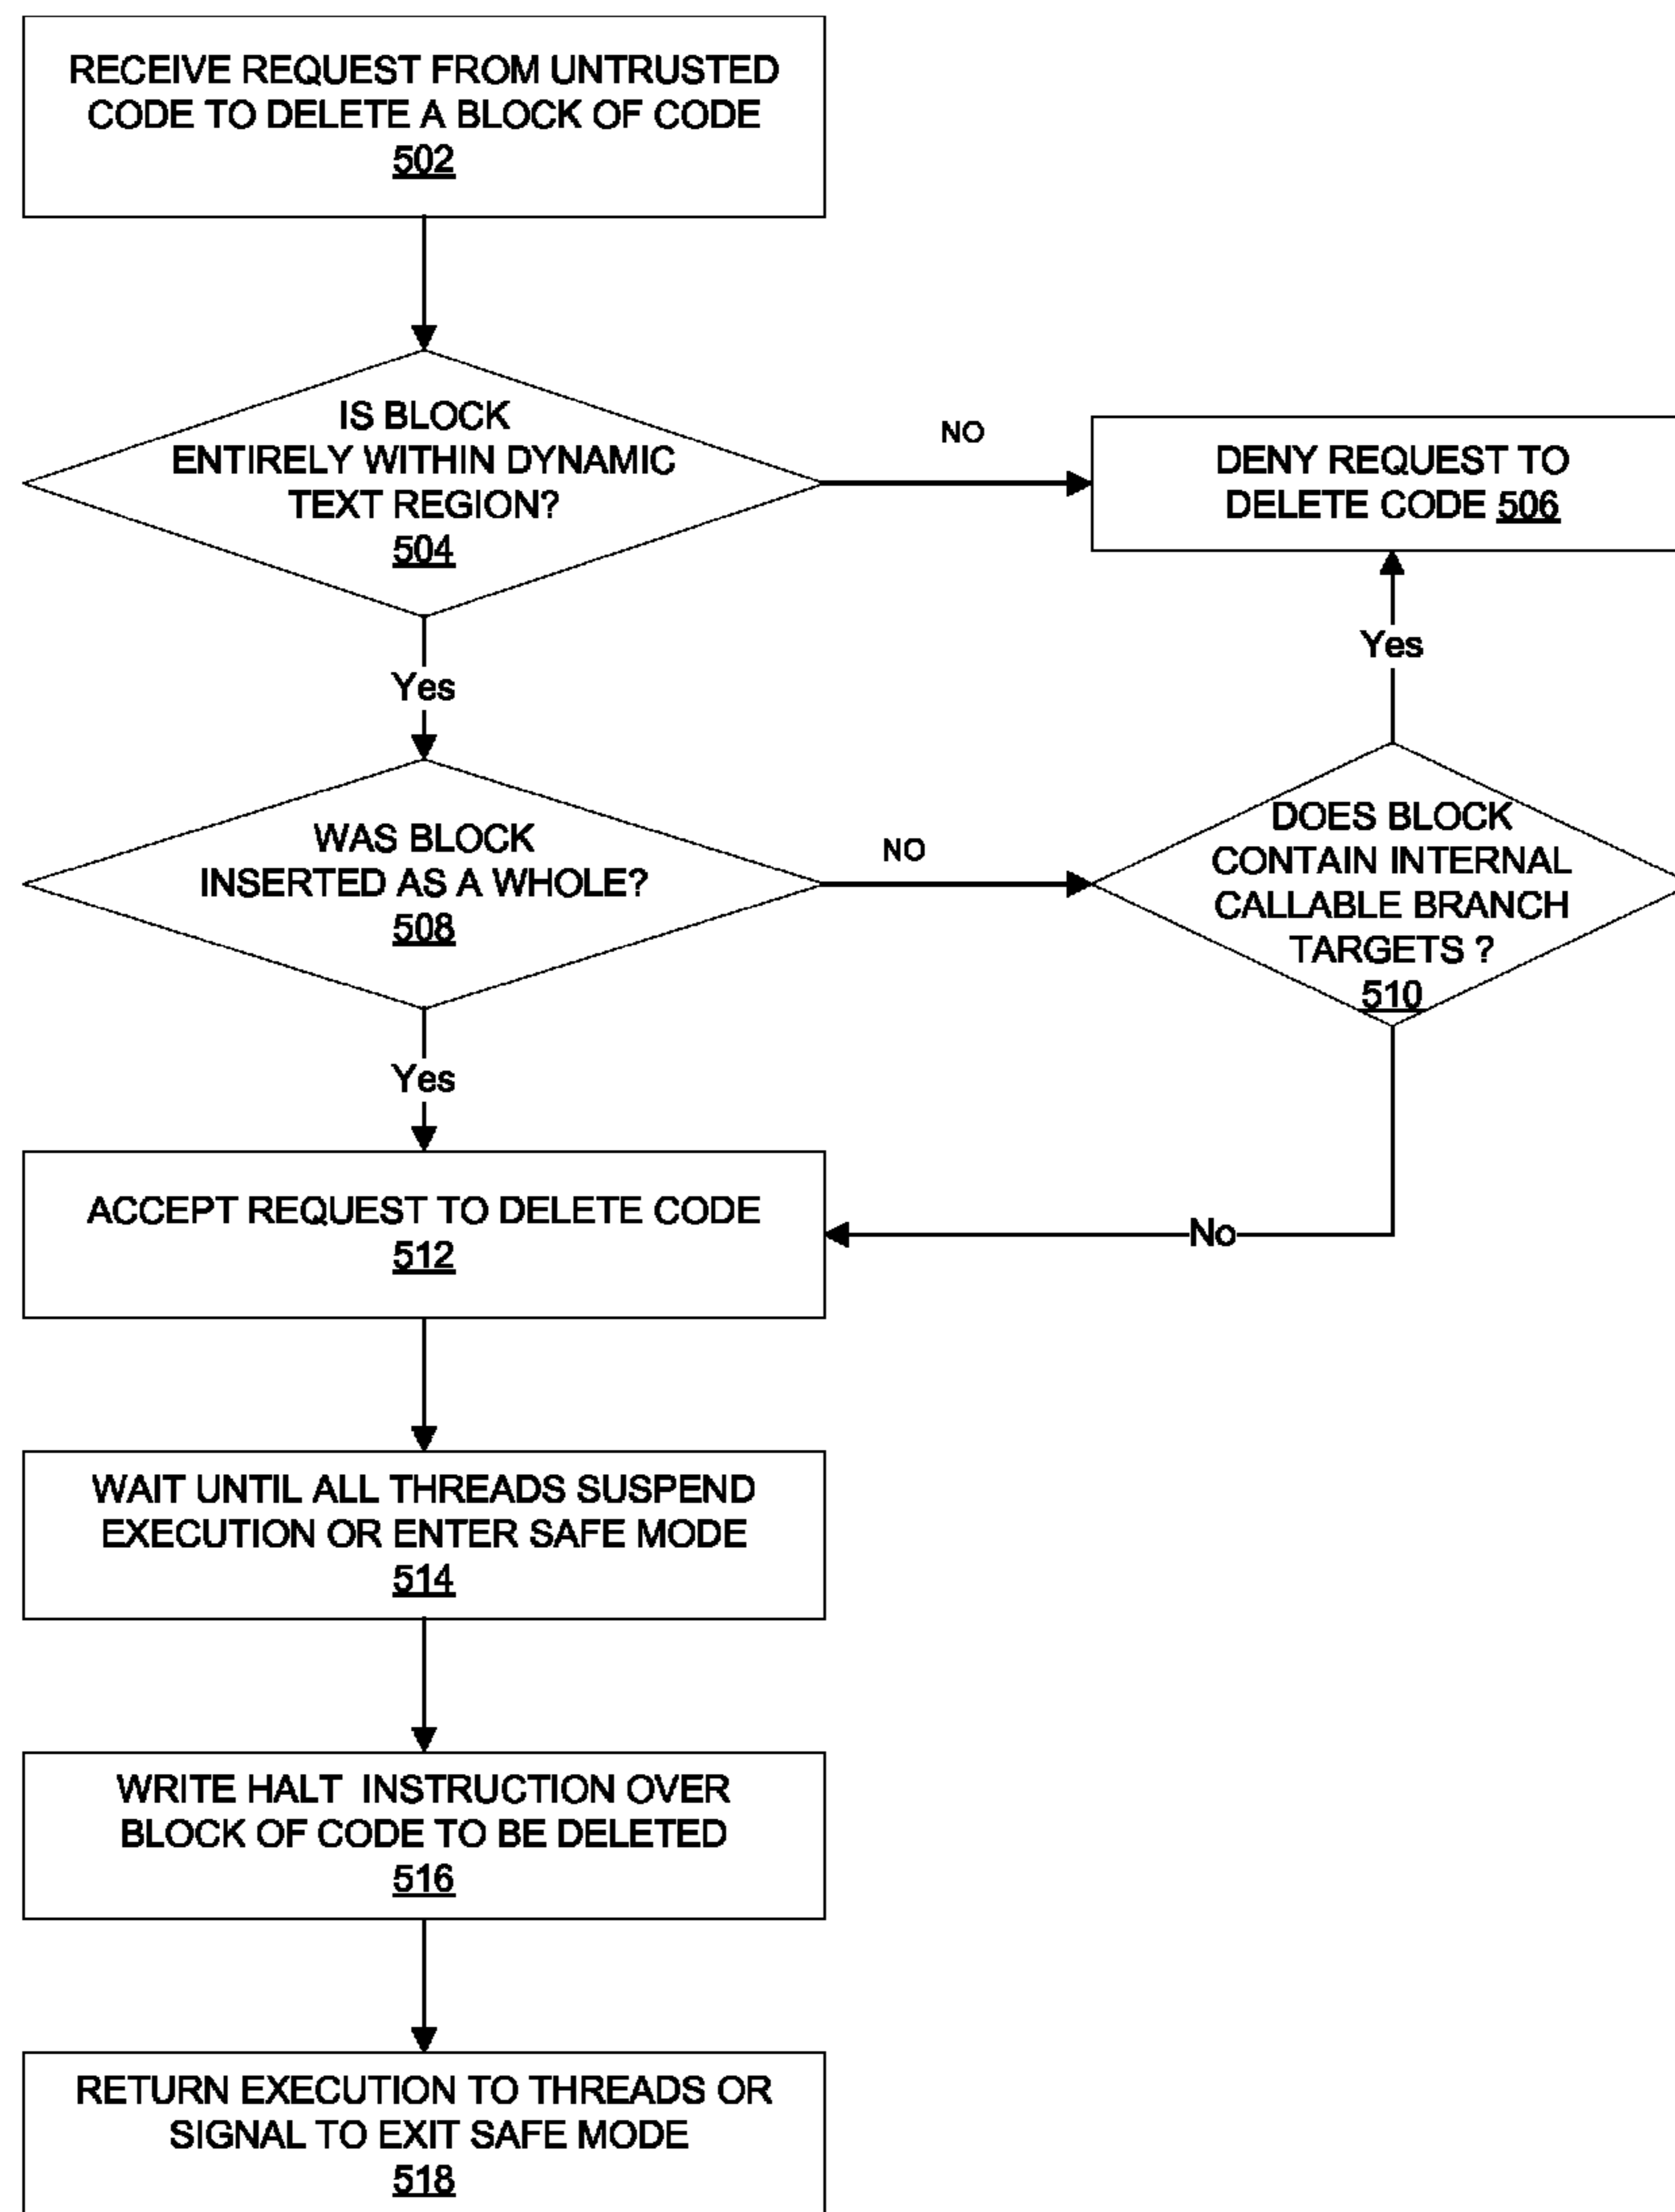 RECEIVE REQUEST FROM UNTRUSTED
CODE TO DELETE A BLOCK OF CODE
502
IS BLOCK
ENTIRELY WITHIN DYNAMIC
TEXT REGION?
504
NO
DENY REQUEST TO
DELETE CODE 506
Yes
Yes
WAS BLOCK
INSERTED AS A WHOLE?
508
NO
DOES BLOCK
CONTAIN INTERNAL
CALLABLE BRANCH
TARGETS ?
510
Yes
No
ACCEPT REQUEST TO DELETE CODE
512
WAIT UNTIL ALL THREADS SUSPEND
EXECUTION OR ENTER SAFE MODE
514
WRITE HALT INSTRUCTION OVER
BLOCK OF CODE TO BE DELETED
516
RETURN EXECUTION TO THREADS OR
SIGNAL TO EXIT SAFE MODE
518